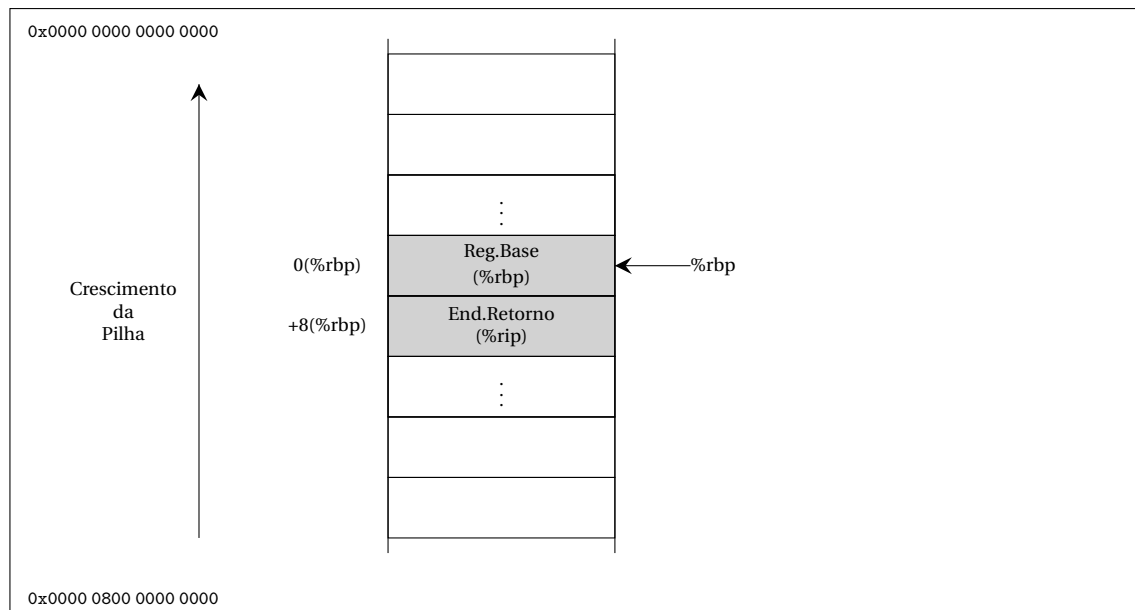 0x0000 0000 0000 0000
⋮
0(%rbp)
Reg.Base
(%rbp)
%rbp
Crescimento
da
Pilha
+8(%rbp)
End.Retorno
(%rip)
⋮
0x0000 0800 0000 0000